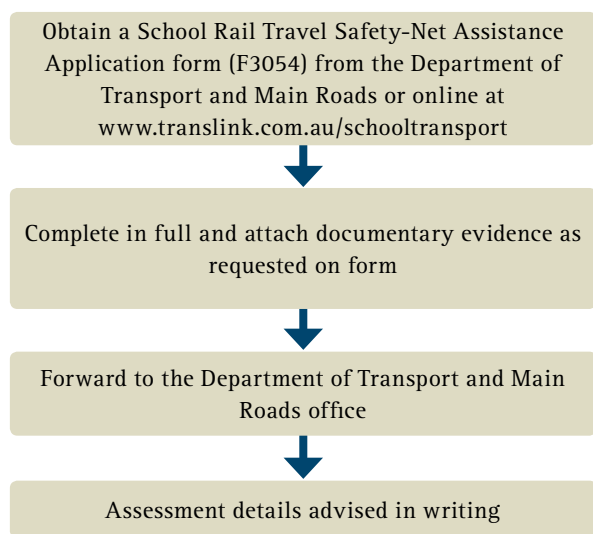 Obtain a School Rail Travel Safety-Net Assistance
Application form (F3054) from the Department of
Transport and Main Roads or online at
www.translink.com.au/schooltransport
Complete in full and attach documentary evidence as
requested on form
Forward to the Department of Transport and Main
Roads office
Assessment details advised in writing